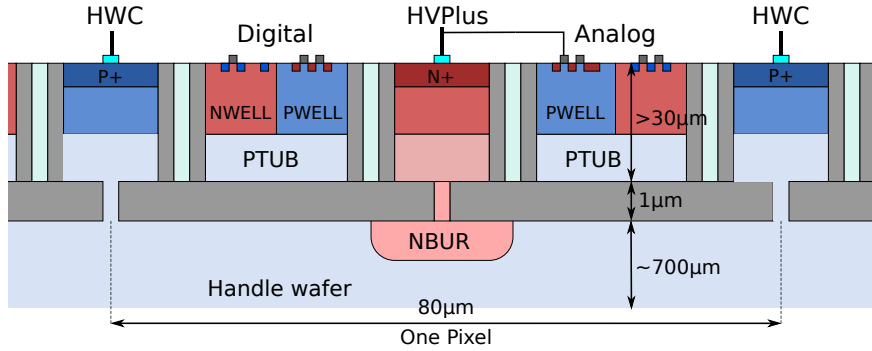 HWC
HVPlus
HWC
Digital
Analog
P+
N+
P+
NWELL
PWELL
PWELL
>30μm
PTUB
PTUB
1μm
NBUR
~700μm
Handle wafer
80μm
One Pixel